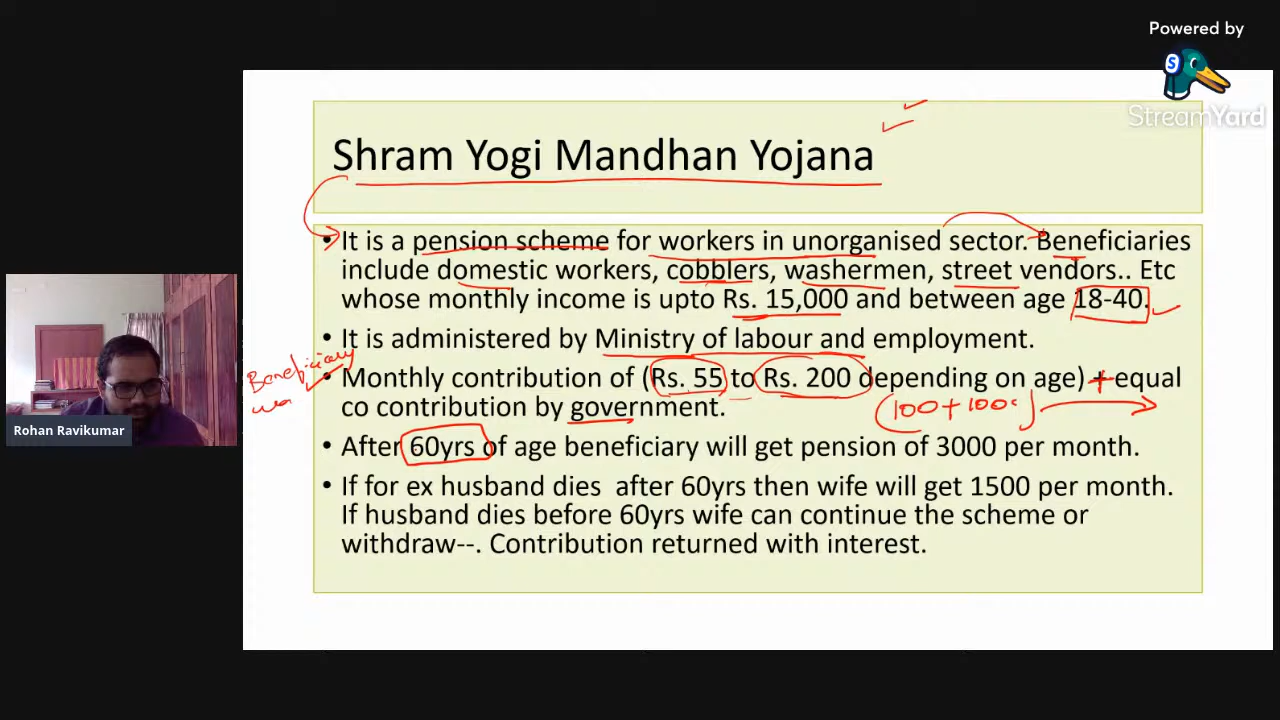 Powered by
StreamYard
Shram Yogi Mandhan Yojana
• It is a pension scheme for workers in unorganised sector. Beneficiaries
include domestic workers, cobblers, washermen, street vendors.. Etc
whose monthly income is upto Rs. 15,000 and between age 18-40.
• It is administered by Ministry of labour and employment.
Beneficiary
• Monthly contribution of (Rs. 55 to Rs. 200 depending on age) + equal
co contribution by government.
(100+100)
• After 60yrs of age beneficiary will get pension of 3000 per month.
• If for ex husband dies after 60yrs then wife will get 1500 per month.
If husband dies before 60yrs wife can continue the scheme or
withdraw--. Contribution returned with interest.
Rohan Ravikumar